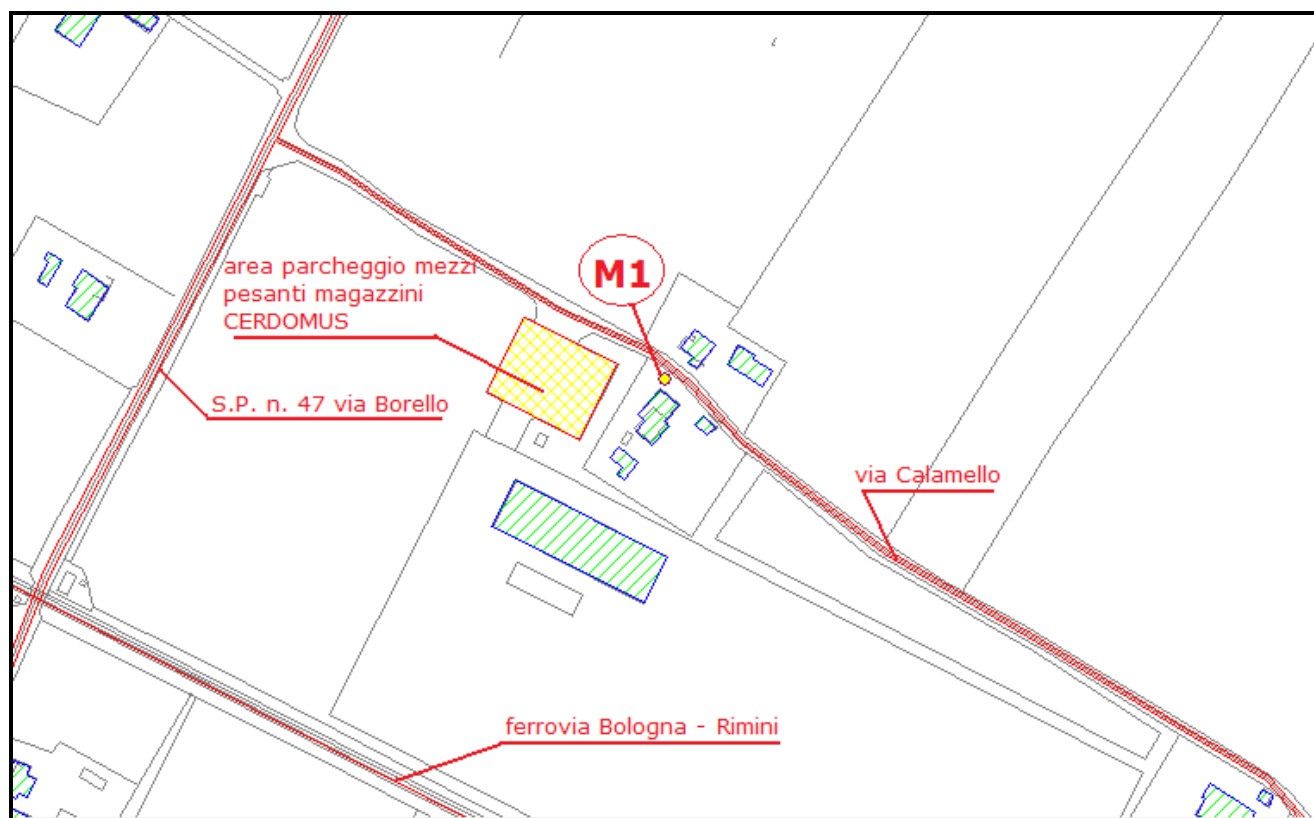 area parcheggio mezzi
pesanti magazzini
CERDOMUS
M1
S.P. n. 47 via Borello
via Calamello
ferrovia Bologna - Rimini